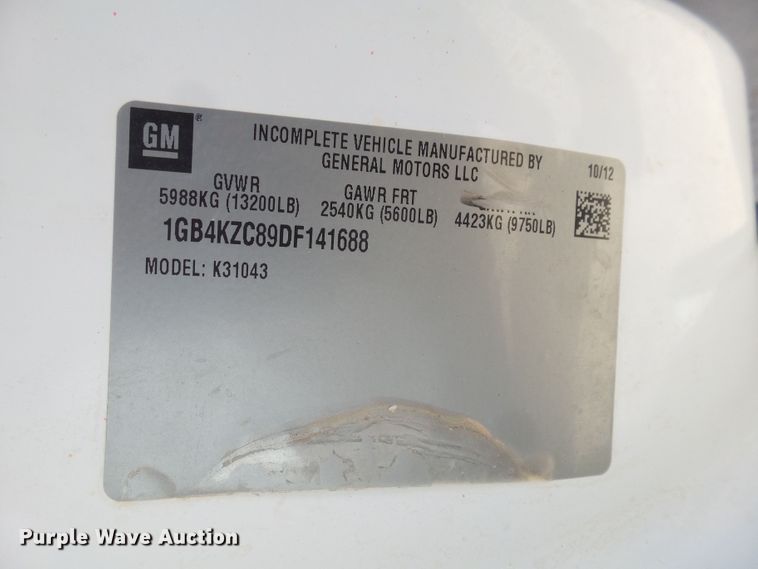 GM ®
INCOMPLETE VEHICLE MANUFACTURED BY
GENERAL MOTORS LLC
10/12
GVWR GAWR FRT
5988KG (13200LB) 2540KG (5600LB) 4423KG (9750LB)
1GB4KZC89DF141688
MODEL: K31043
Purple Wave Auction